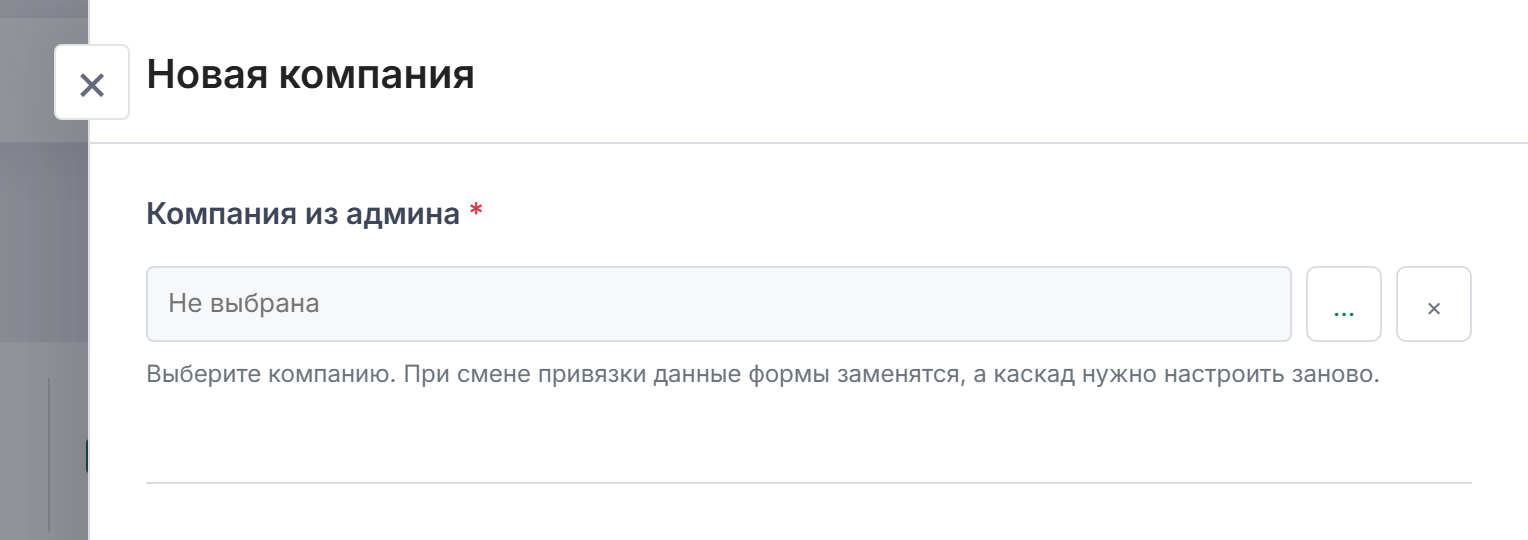 × Новая компания
Компания из админа *
Не выбрана ... ×
Выберите компанию. При смене привязки данные формы заменятся, а каскад нужно настроить заново.